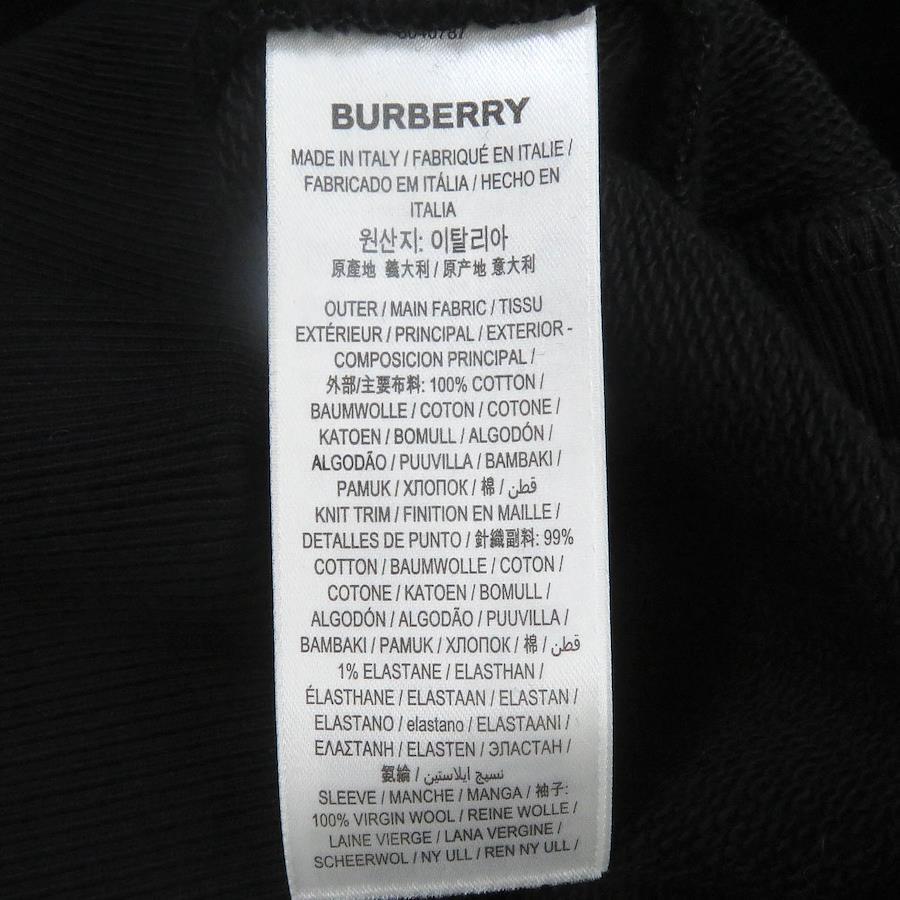 8040787
BURBERRY
MADE IN ITALY / FABRIQUÉ EN ITALIE /
FABRICADO EM ITÁLIA / HECHO EN
ITALIA
원산지: 이탈리아
原產地 義大利 / 原产地 意大利
OUTER / MAIN FABRIC / TISSU
EXTÉRIEUR / PRINCIPAL / EXTERIOR -
COMPOSICION PRINCIPAL /
外部/主要布料: 100% COTTON /
BAUMWOLLE / COTON / COTONE /
KATOEN / BOMULL / ALGODÓN /
ALGODÃO / PUUVILLA / BAMBAKI /
PAMUK / ХЛОПОК / 棉 / قطن
KNIT TRIM / FINITION EN MAILLE /
DETALLES DE PUNTO / 針織副料: 99%
COTTON / BAUMWOLLE / COTON /
COTONE / KATOEN / BOMULL /
ALGODÓN / ALGODÃO / PUUVILLA /
BAMBAKI / PAMUK / ХЛОПОК / 棉 / قطن
1% ELASTANE / ELASTHAN /
ÉLASTHANE / ELASTAAN / ELASTAN /
ELASTANO / elastano / ELASTAANI /
ΕΛΑΣΤΑΝΗ / ELASTEN / ЭЛАСТАН /
氨綸 / نسيج ايلاستين
SLEEVE / MANCHE / MANGA / 袖子:
100% VIRGIN WOOL / REINE WOLLE /
LAINE VIERGE / LANA VERGINE /
SCHEERWOL / NY ULL / REN NY ULL /